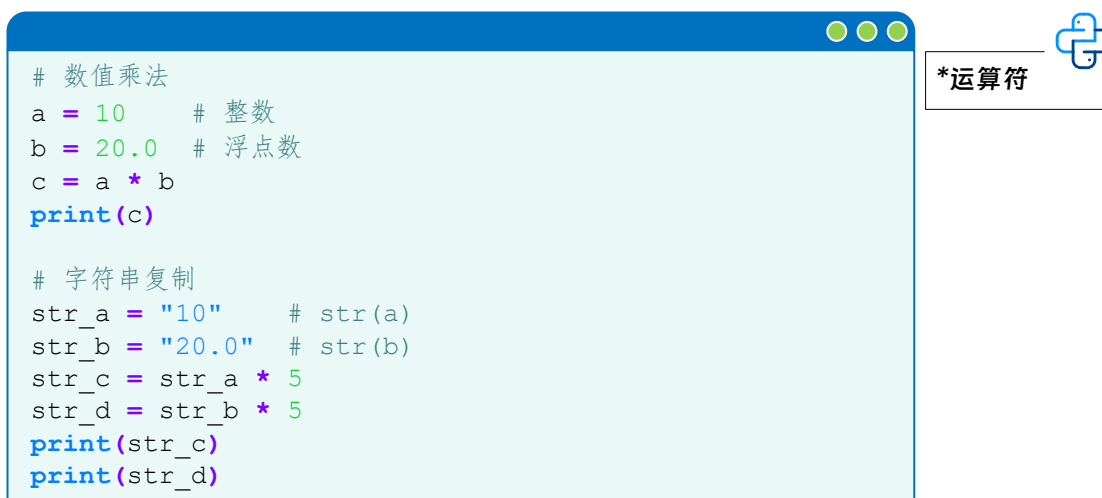 # 数值乘法
a = 10    # 整数
b = 20.0  # 浮点数
c = a * b
print(c)

# 字符串复制
str_a = "10"    # str(a)
str_b = "20.0"  # str(b)
str_c = str_a * 5
str_d = str_b * 5
print(str_c)
print(str_d)
*运算符